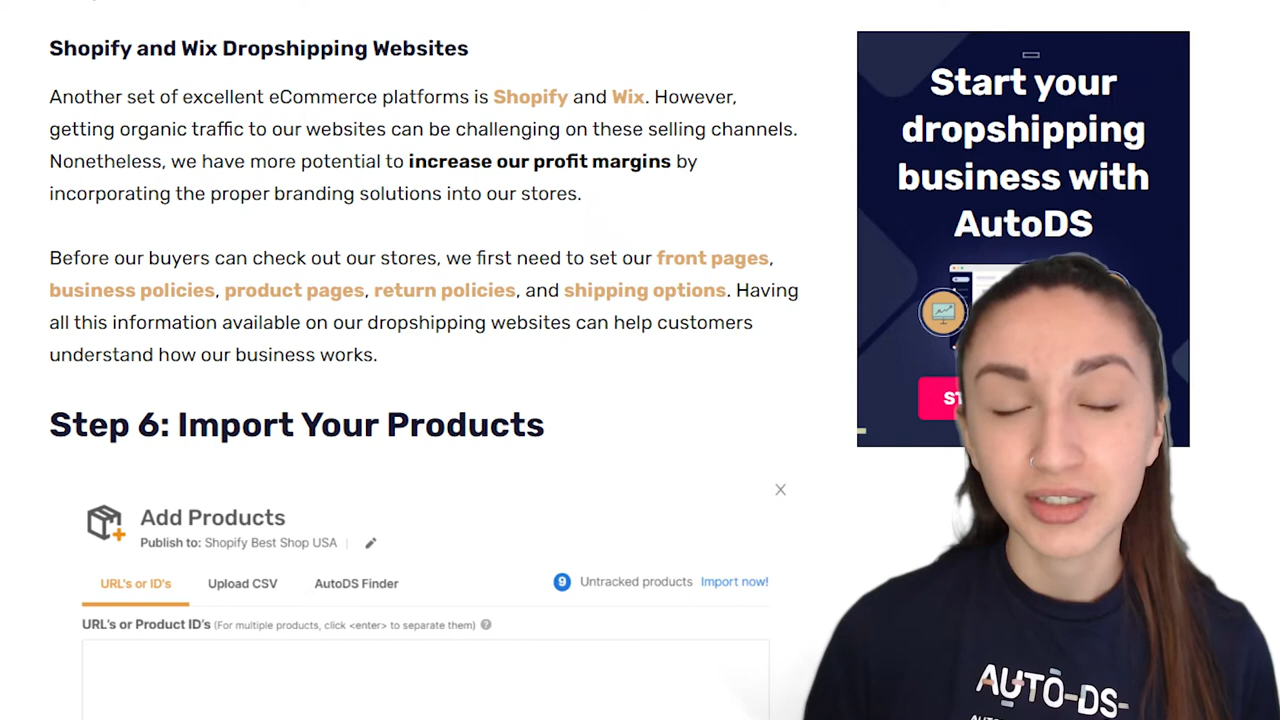 Shopify and Wix Dropshipping Websites
Another set of excellent eCommerce platforms is Shopify and Wix. However,
getting organic traffic to our websites can be challenging on these selling channels.
Nonetheless, we have more potential to increase our profit margins by
incorporating the proper branding solutions into our stores.
Before our buyers can check out our stores, we first need to set our front pages,
business policies, product pages, return policies, and shipping options. Having
all this information available on our dropshipping websites can help customers
understand how our business works.
Step 6: Import Your Products
Add Products
Publish to: Shopify Best Shop USA
URL's or ID's Upload CSV AutoDS Finder 9 Untracked products Import now!
URL's or Product ID's (For multiple products, click <enter> to separate them)
Start your
dropshipping
business with
AutoDS
AUTO-DS